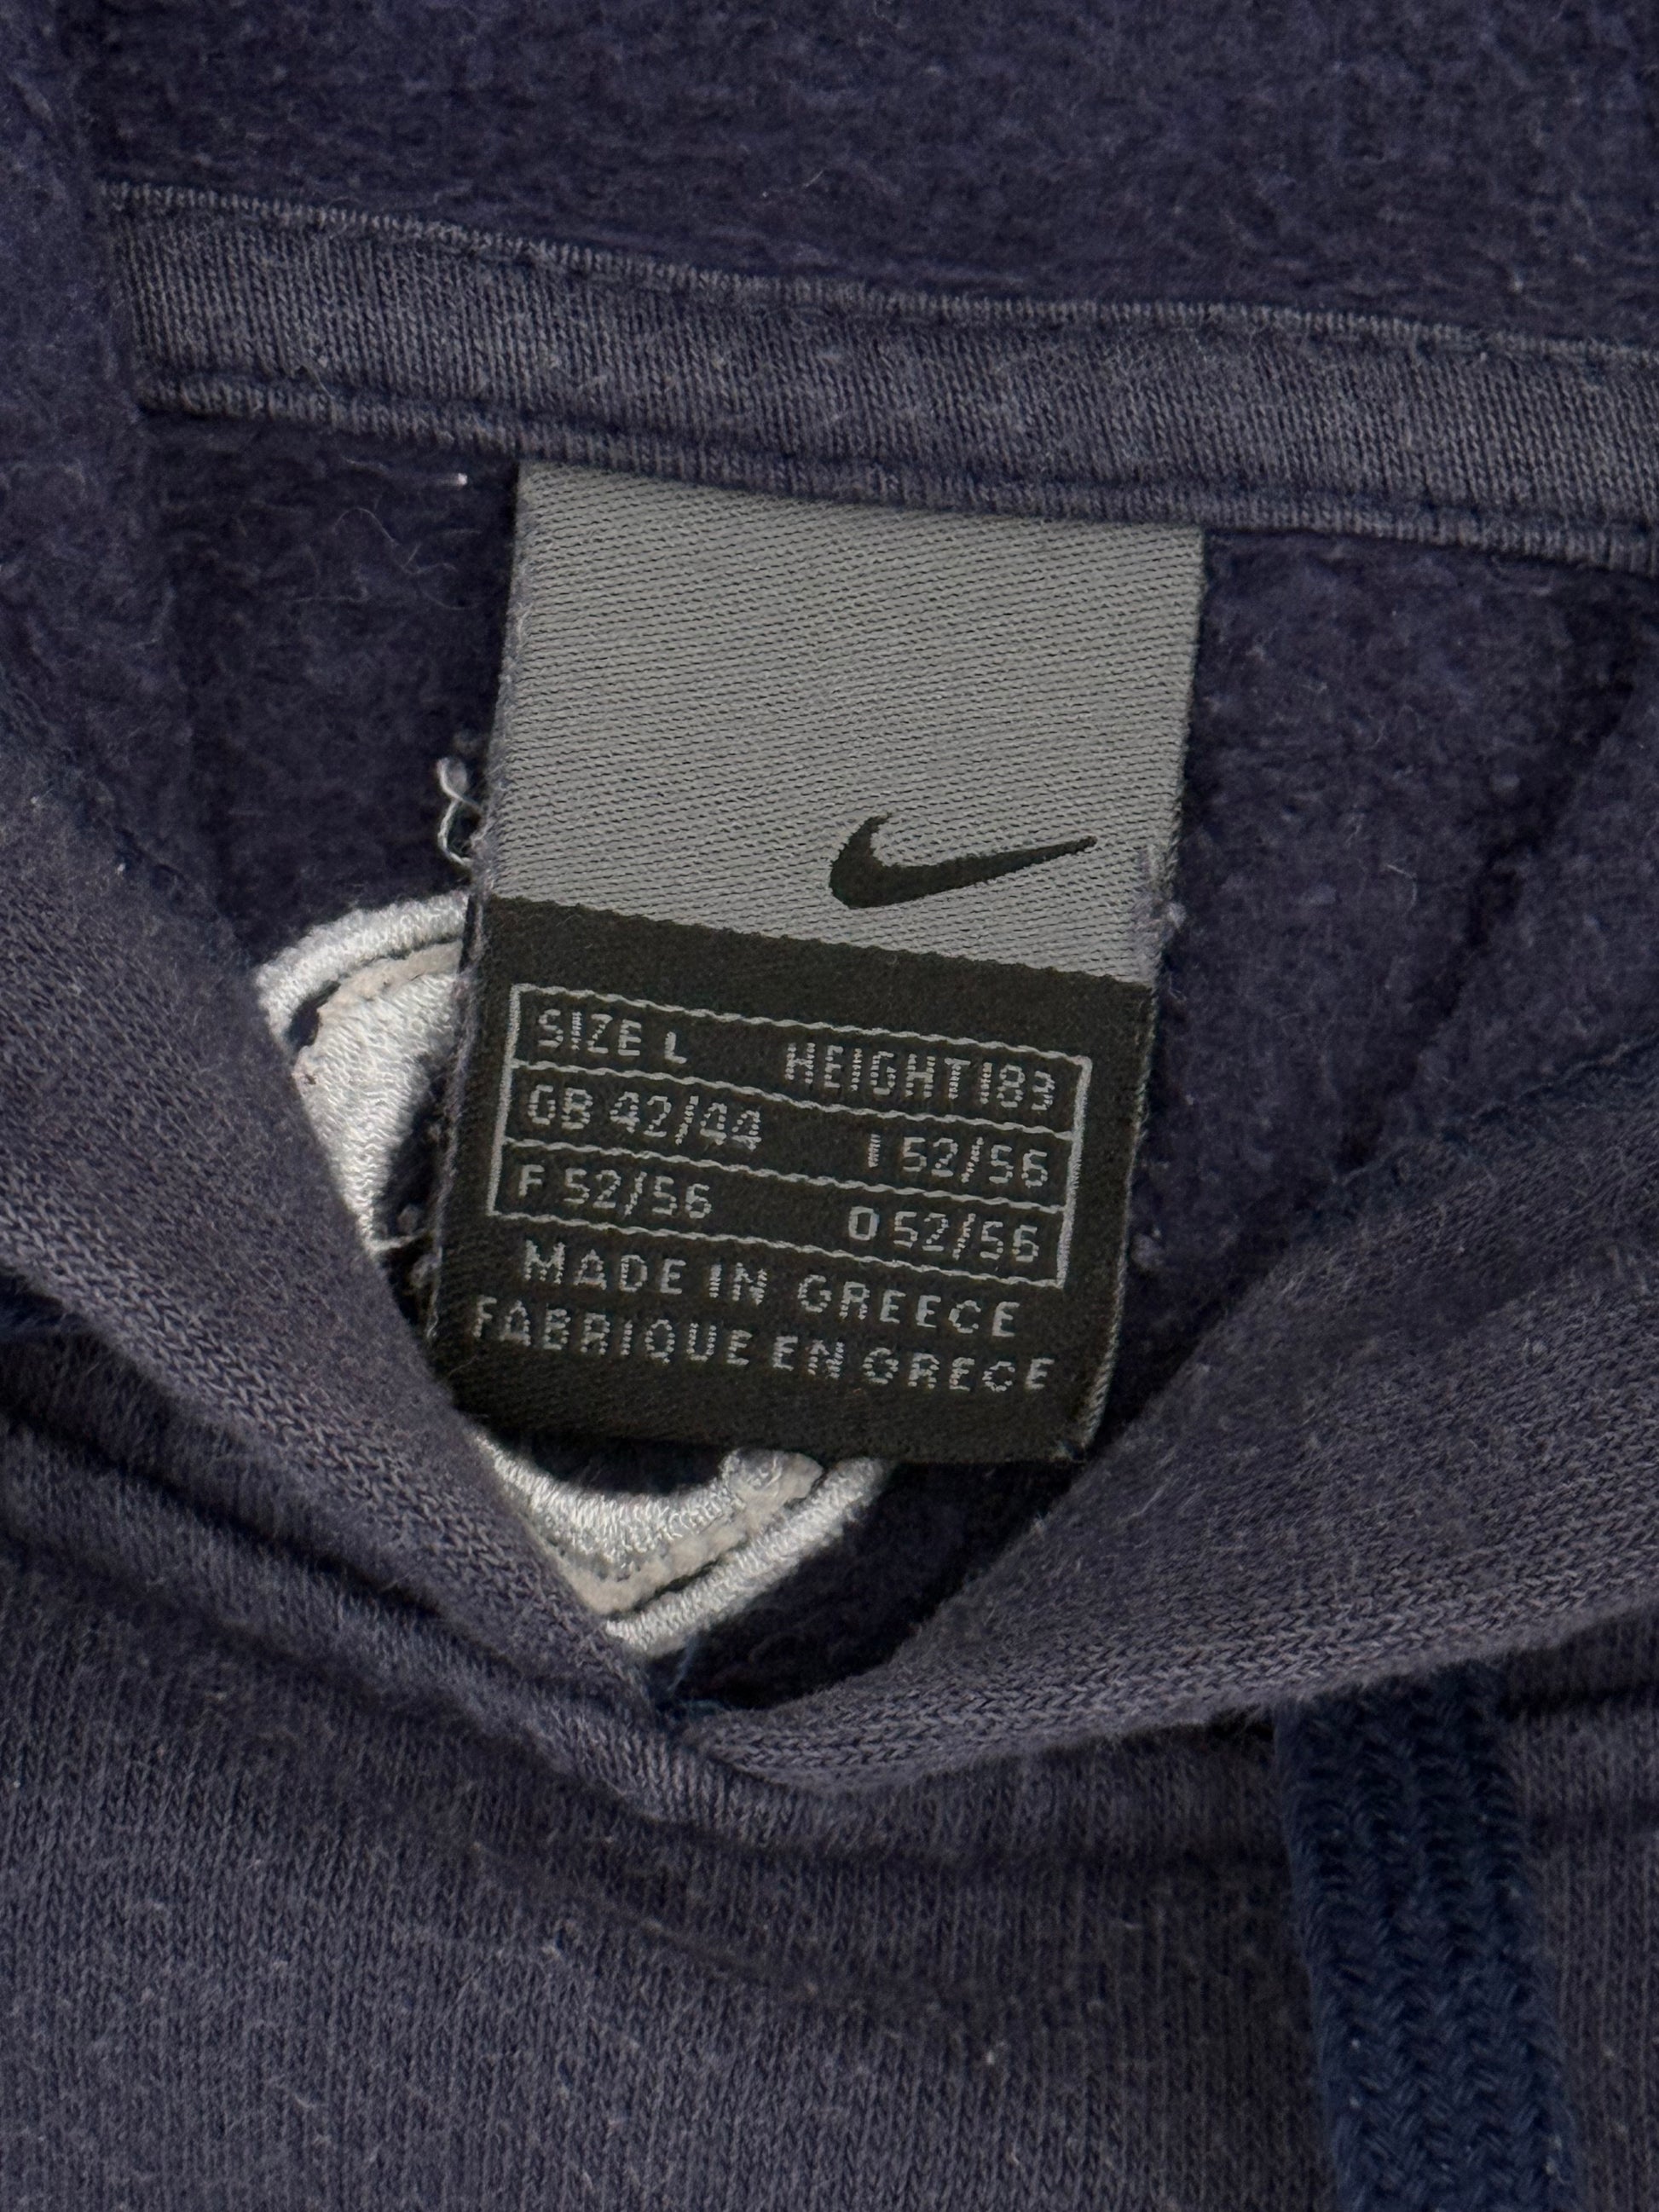 SIZE L HEIGHT 183
GB 42/44 I 52/56
F 52/56 D 52/56
MADE IN GREECE
FABRIQUE EN GRECE